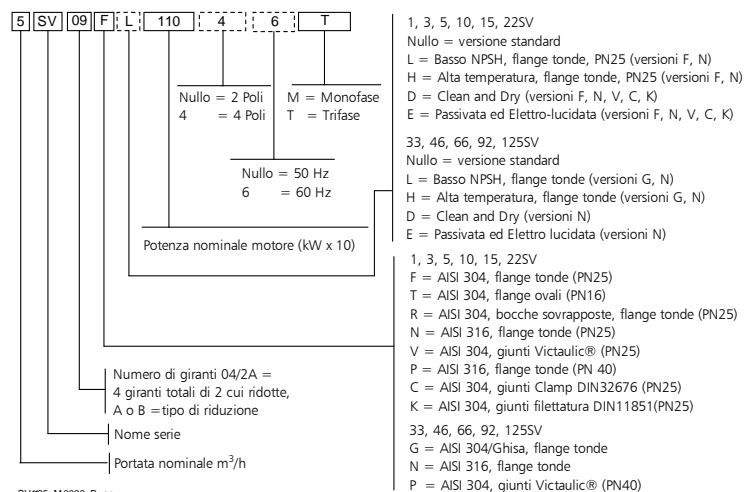 5 SV 09 F L 110 4 6 T
Nullo = 2 Poli
4 = 4 Poli
M = Monofase
T = Trifase
Nullo = 50 Hz
6 = 60 Hz
Potenza nominale motore (kW x 10)
Numero di giranti 04/2A =
4 giranti totali di 2 cui ridotte,
A o B =tipo di riduzione
Nome serie
Portata nominale m³/h
1, 3, 5, 10, 15, 22SV
Nullo = versione standard
L = Basso NPSH, flange tonde, PN25 (versioni F, N)
H = Alta temperatura, flange tonde, PN25 (versioni F, N)
D = Clean and Dry (versioni F, N, V, C, K)
E = Passivata ed Elettro-lucidata (versioni F, N, V, C, K)
33, 46, 66, 92, 125SV
Nullo = versione standard
L = Basso NPSH, flange tonde (versioni G, N)
H = Alta temperatura, flange tonde (versioni G, N)
D = Clean and Dry (versioni N)
E = Passivata ed Elettro lucidata (versioni N)
1, 3, 5, 10, 15, 22SV
F = AISI 304, flange tonde (PN25)
T = AISI 304, flange ovali (PN16)
R = AISI 304, bocche sovrapposte, flange tonde (PN25)
N = AISI 316, flange tonde (PN25)
V = AISI 304, giunti Victaulic® (PN25)
P = AISI 316, flange tonde (PN 40)
C = AISI 304, giunti Clamp DIN32676 (PN25)
K = AISI 304, giunti filettatura DIN11851(PN25)
33, 46, 66, 92, 125SV
G = AISI 304/Ghisa, flange tonde
N = AISI 316, flange tonde
P = AISI 304, giunti Victaulic® (PN40)